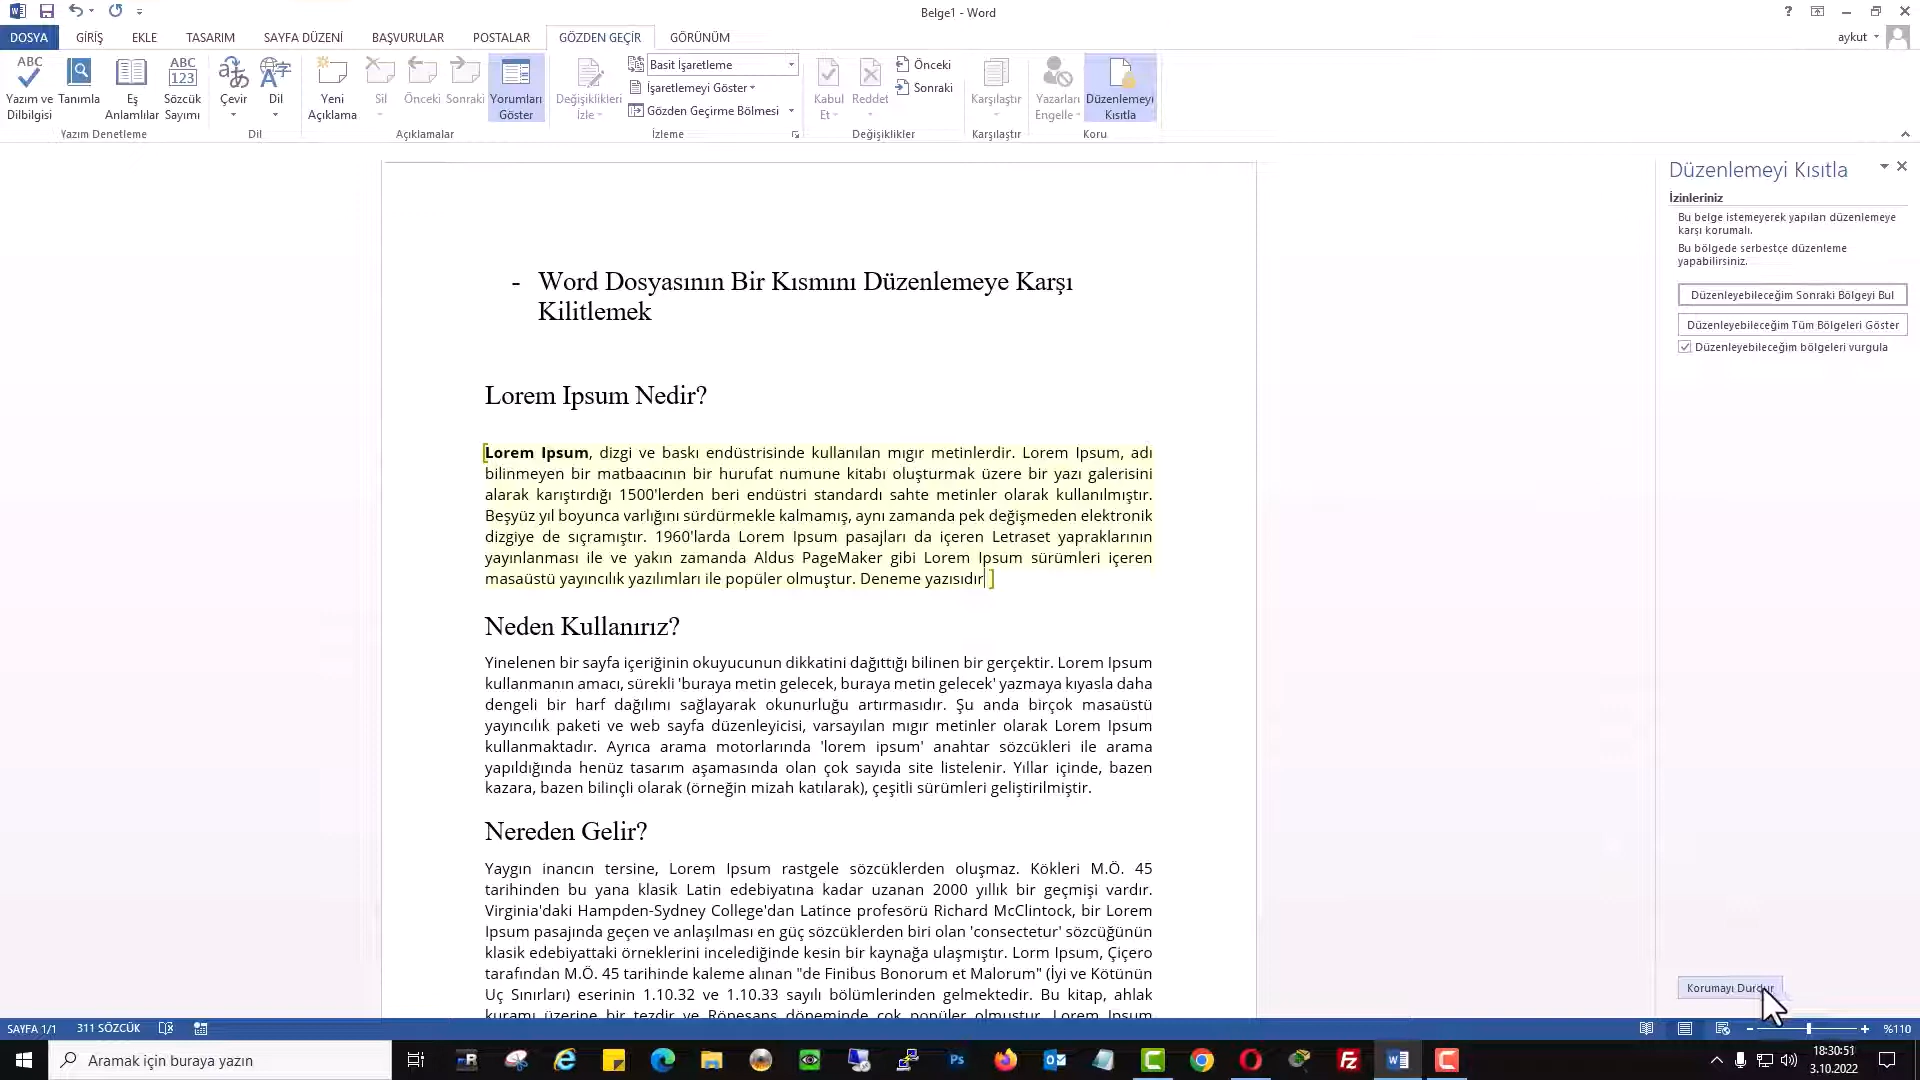 Belge1 - Word
DOSYA GİRİŞ EKLE TASARIM SAYFA DÜZENİ BAŞVURULAR POSTALAR GÖZDEN GEÇİR GÖRÜNÜM
aykut
ABC
Yazım ve Dilbilgisi
Tanımla
Eş Anlamlılar
ABC 123
Sözcük Sayımı
Çevir
Dil
Yeni Açıklama
Sil
Önceki
Sonraki
Yorumları Göster
Değişiklikleri İzle
Basit İşaretleme
İşaretlemeyi Göster
Gözden Geçirme Bölmesi
Kabul Et
Reddet
Önceki
Sonraki
Karşılaştır
Yazarları Engelle
Düzenlemeyi Kısıtla
Yazım Denetleme
Dil
Açıklamalar
İzleme
Değişiklikler
Karşılaştır
Koru
- Word Dosyasının Bir Kısmını Düzenlemeye Karşı
Kilitlemek
Lorem Ipsum Nedir?
Lorem Ipsum, dizgi ve baskı endüstrisinde kullanılan mıgır metinlerdir. Lorem Ipsum, adı
bilinmeyen bir matbaacının bir hurufat numune kitabı oluşturmak üzere bir yazı galerisini
alarak karıştırdığı 1500'lerden beri endüstri standardı sahte metinler olarak kullanılmıştır.
Beşyüz yıl boyunca varlığını sürdürmekle kalmamış, aynı zamanda pek değişmeden elektronik
dizgiye de sıçramıştır. 1960'larda Lorem Ipsum pasajları da içeren Letraset yapraklarının
yayınlanması ile ve yakın zamanda Aldus PageMaker gibi Lorem Ipsum sürümleri içeren
masaüstü yayıncılık yazılımları ile popüler olmuştur. Deneme yazısıdır
Neden Kullanırız?
Yinelenen bir sayfa içeriğinin okuyucunun dikkatini dağıttığı bilinen bir gerçektir. Lorem Ipsum
kullanmanın amacı, sürekli 'buraya metin gelecek, buraya metin gelecek' yazmaya kıyasla daha
dengeli bir harf dağılımı sağlayarak okunurluğu artırmasıdır. Şu anda birçok masaüstü
yayıncılık paketi ve web sayfa düzenleyicisi, varsayılan mıgır metinler olarak Lorem Ipsum
kullanmaktadır. Ayrıca arama motorlarında 'lorem ipsum' anahtar sözcükleri ile arama
yapıldığında henüz tasarım aşamasında olan çok sayıda site listelenir. Yıllar içinde, bazen
kazara, bazen bilinçli olarak (örneğin mizah katılarak), çeşitli sürümleri geliştirilmiştir.
Nereden Gelir?
Yaygın inancın tersine, Lorem Ipsum rastgele sözcüklerden oluşmaz. Kökleri M.Ö. 45
tarihinden bu yana klasik Latin edebiyatına kadar uzanan 2000 yıllık bir geçmişi vardır.
Virginia'daki Hampden-Sydney College'dan Latince profesörü Richard McClintock, bir Lorem
Ipsum pasajında geçen ve anlaşılması en güç sözcüklerden biri olan 'consectetur' sözcüğünün
klasik edebiyattaki örneklerini incelediğinde kesin bir kaynağa ulaşmıştır. Lorm Ipsum, Çiçero
tarafından M.Ö. 45 tarihinde kaleme alınan "de Finibus Bonorum et Malorum" (İyi ve Kötünün
Uç Sınırları) eserinin 1.10.32 ve 1.10.33 sayılı bölümlerinden gelmektedir. Bu kitap, ahlak
kuramı üzerine bir tezdir ve Rönesans döneminde çok popüler olmuştur. Lorem Ipsum
Düzenlemeyi Kısıtla
İzinleriniz
Bu belge istemeyerek yapılan düzenlemeye
karşı korumalı.
Bu bölgede serbestçe düzenleme
yapabilirsiniz.
Düzenleyebileceğim Sonraki Bölgeyi Bul
Düzenleyebileceğim Tüm Bölgeleri Göster
Düzenleyebileceğim bölgeleri vurgula
Korumayı Durdur
SAYFA 1/1 311 SÖZCÜK
%110
Aramak için buraya yazın
18:30:51
3.10.2022